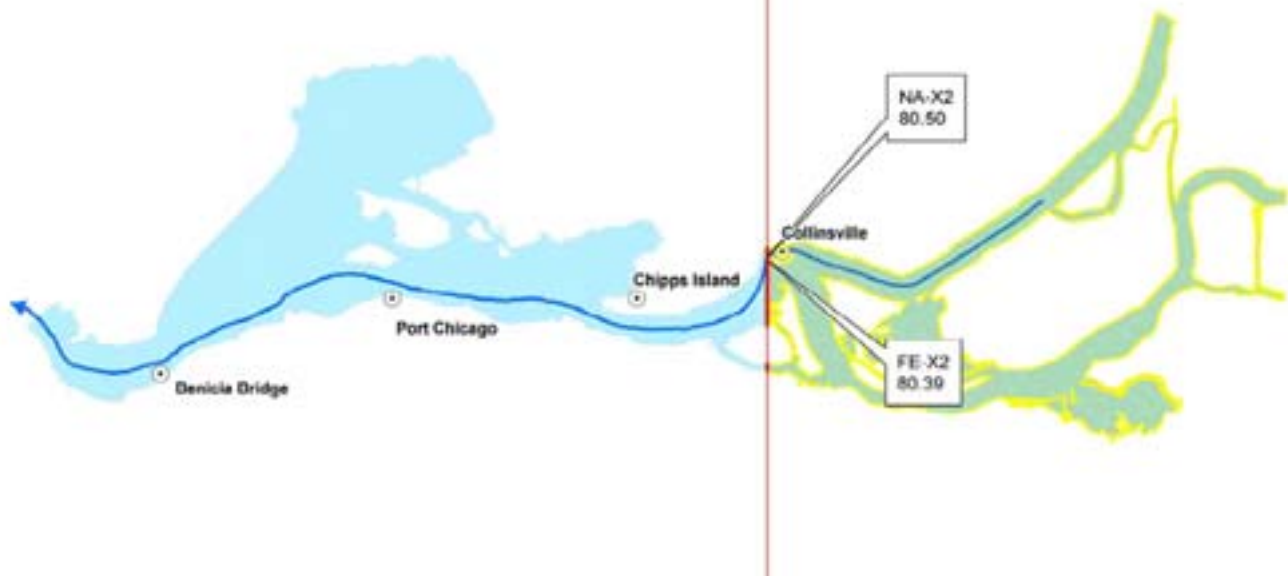 NA-X2
80.50
Collinsville
Chipps Island
Port Chicago
FE-X2
80.39
Benicia Bridge